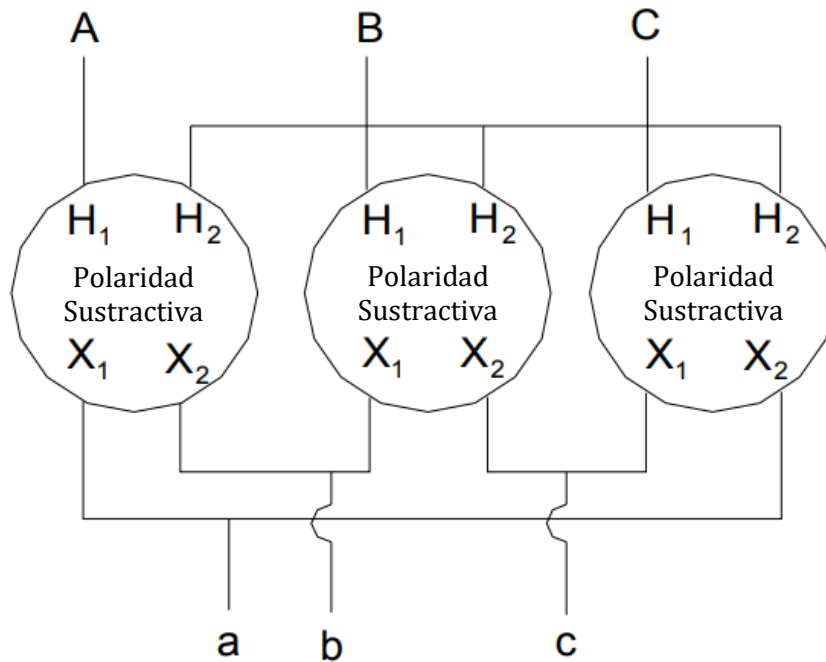 A B C
H₁ H₂ H₁ H₂ H₁ H₂
Polaridad Polaridad Polaridad
Sustractiva Sustractiva Sustractiva
X₁ X₂ X₁ X₂ X₁ X₂
a b c